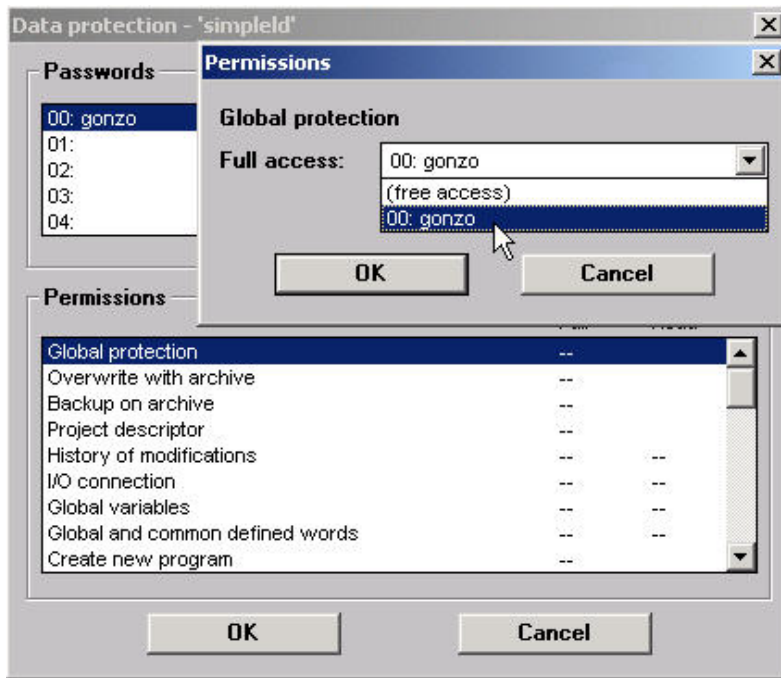 Data protection - 'simpleld'
Permissions
Passwords
00: gonzo
01:
02:
03:
04:
Global protection
Full access: 00: gonzo
(free access)
00: gonzo
OK Cancel
Permissions
Global protection --
Overwrite with archive --
Backup on archive --
Project descriptor --
History of modifications -- --
I/O connection -- --
Global variables -- --
Global and common defined words -- --
Create new program --
OK Cancel